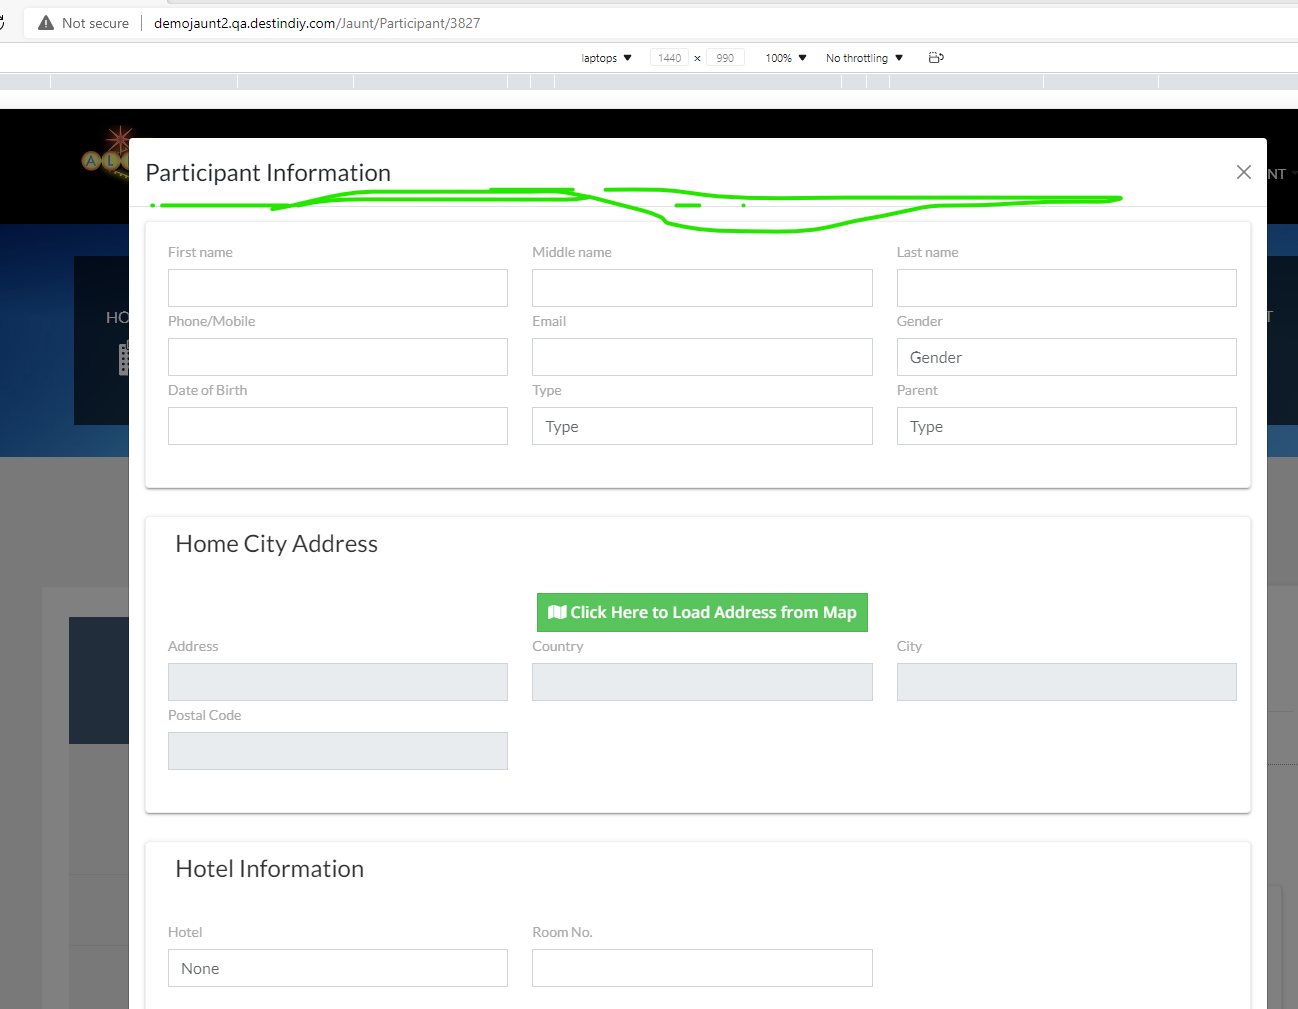 Not secure demojaunt2.qa.destindiy.com/Jaunt/Participant/3827
laptops ▼ 1440 × 990 100% ▼ No throttling ▼
A L
Participant Information
NT
First name Middle name Last name
HO
T
Phone/Mobile Email Gender
Gender
Date of Birth Type Parent
Type Type
Home City Address
Click Here to Load Address from Map
Address Country City
Postal Code
Hotel Information
Hotel Room No.
None